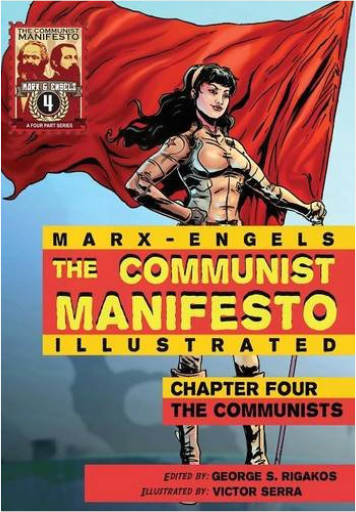 THE COMMUNIST
MANIFESTO
MARX & ENGELS
4
A FOUR PART SERIES
MARX-ENGELS
THE COMMUNIST
MANIFESTO
ILLUSTRATED
CHAPTER FOUR
THE COMMUNISTS
EDITED BY: GEORGE S. RIGAKOS
ILLUSTRATED BY: VICTOR SERRA